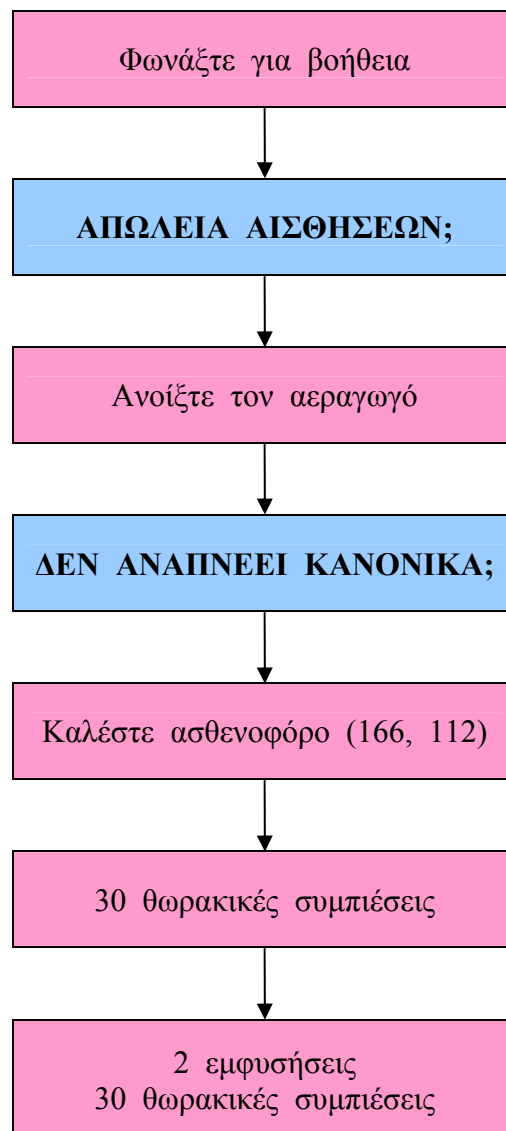 Φωνάξτε για βοήθεια
ΑΠΩΛΕΙΑ ΑΙΣΘΗΣΕΩΝ;
Ανοίξτε τον αεραγωγό
ΔΕΝ ΑΝΑΠΝΕΕΙ ΚΑΝΟΝΙΚΑ;
Καλέστε ασθενοφόρο (166, 112)
30 θωρακικές συμπιέσεις
2 εμφυσήσεις
30 θωρακικές συμπιέσεις